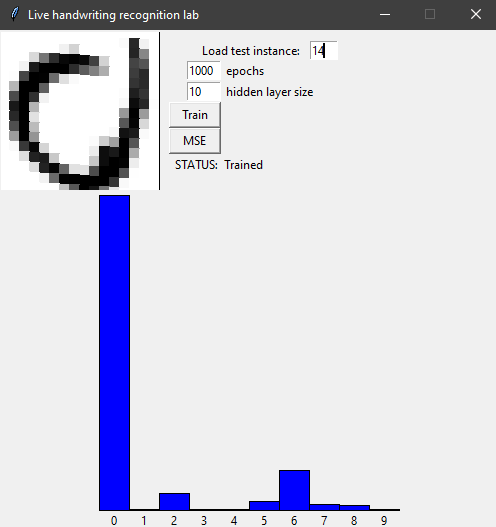 Live handwriting recognition lab
Load test instance: 14
1000 epochs
10 hidden layer size
Train
MSE
STATUS: Trained
0 1 2 3 4 5 6 7 8 9